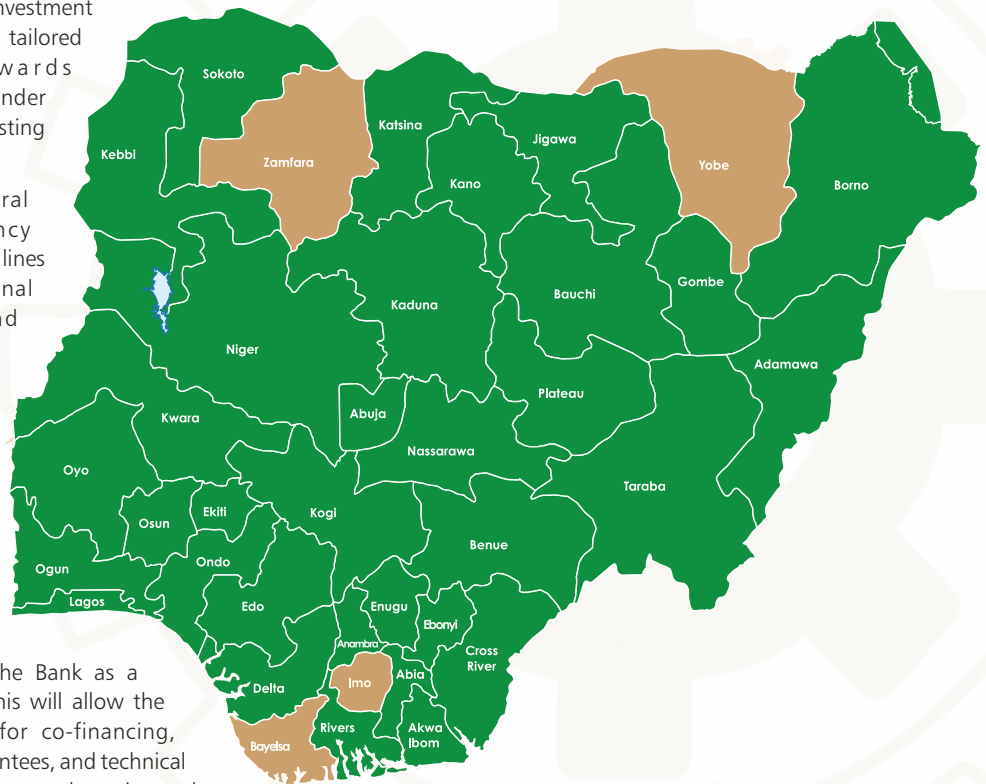 nvestment
tailored
wards
nder
sting
ral
ncy
lines
nal
nd
Sokoto
Kebbi
Zamfara
Katsina
Kano
Jigawa
Yobe
Borno
Gombe
Bauchi
Kaduna
Niger
Adamawa
Plateau
Abuja
Kwara
Nassarawa
Oyo
Taraba
Kogi
Ekiti
Osun
Benue
Ondo
Ogun
Lagos
Edo
Enugu
Ebonyi
Anambra
Cross
River
Abia
Imo
Delta
Rivers
Akwa
Ibom
Bayelsa
he Bank as a
his will allow the
for co-financing,
ntees, and technical